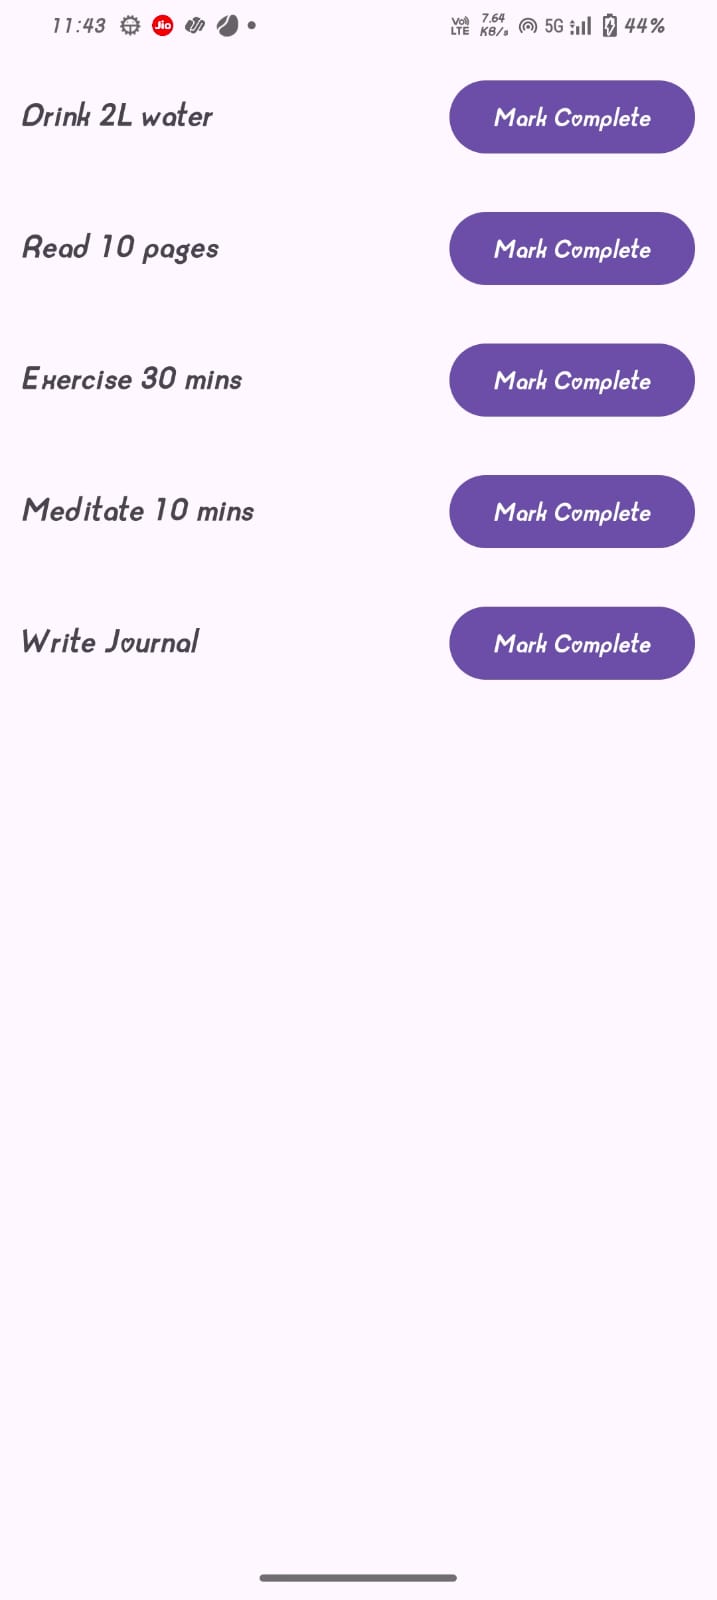 11:43 Jio Vo) LTE 7.64 KB/s 5G 44%
Drink 2L water Mark Complete
Read 10 pages Mark Complete
Exercise 30 mins Mark Complete
Meditate 10 mins Mark Complete
Write Journal Mark Complete